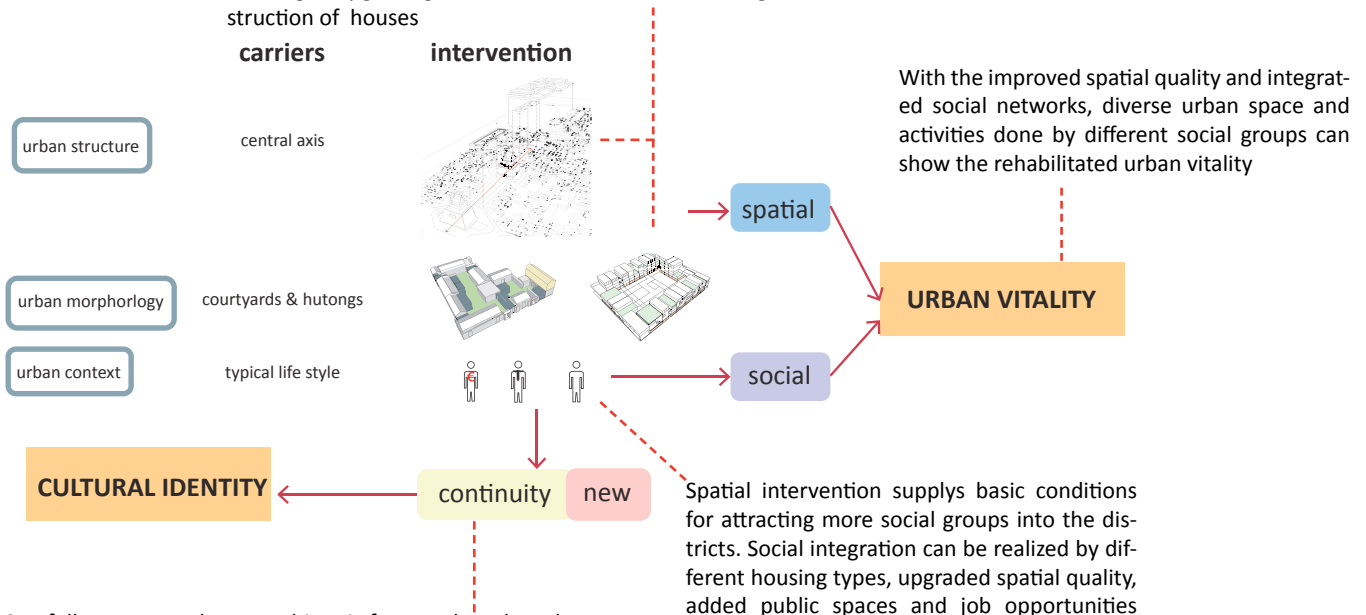 struction of houses
carriers
intervention
With the improved spatial quality and integrat-
ed social networks, diverse urban space and
activities done by different social groups can
show the rehabilitated urban vitality
urban structure
central axis
spatial
urban morphorlogy
courtyards & hutongs
URBAN VITALITY
urban context
typical life style
€
social
CULTURAL IDENTITY
continuity
new
Spatial intervention supplys basic conditions
for attracting more social groups into the dis-
tricts. Social integration can be realized by dif-
ferent housing types, upgraded spatial quality,
added public spaces and job opportunities